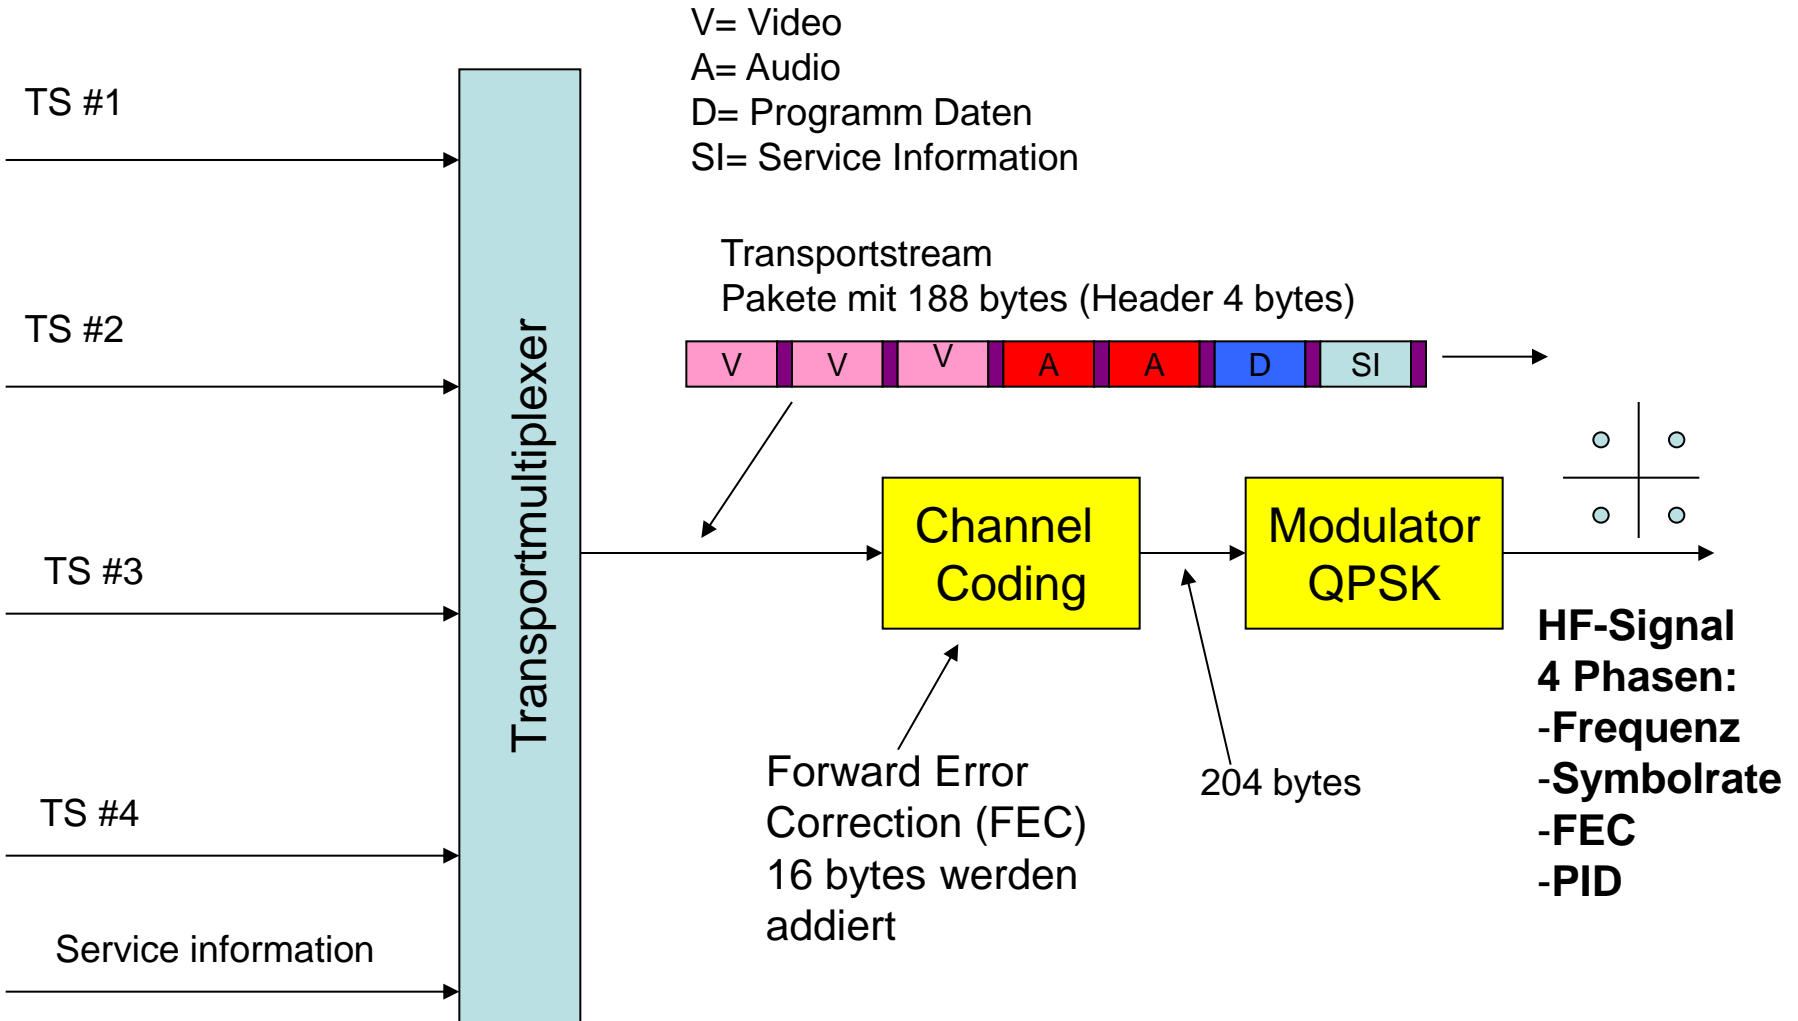 V= Video
A= Audio
D= Programm Daten
SI= Service Information
TS #1
TS #2
TS #3
TS #4
Service information
Transportmultiplexer
Transportstream
Pakete mit 188 bytes (Header 4 bytes)
V V V A A D SI
Channel
Coding
Modulator
QPSK
Forward Error
Correction (FEC)
16 bytes werden
addiert
204 bytes
HF-Signal
4 Phasen:
-Frequenz
-Symbolrate
-FEC
-PID